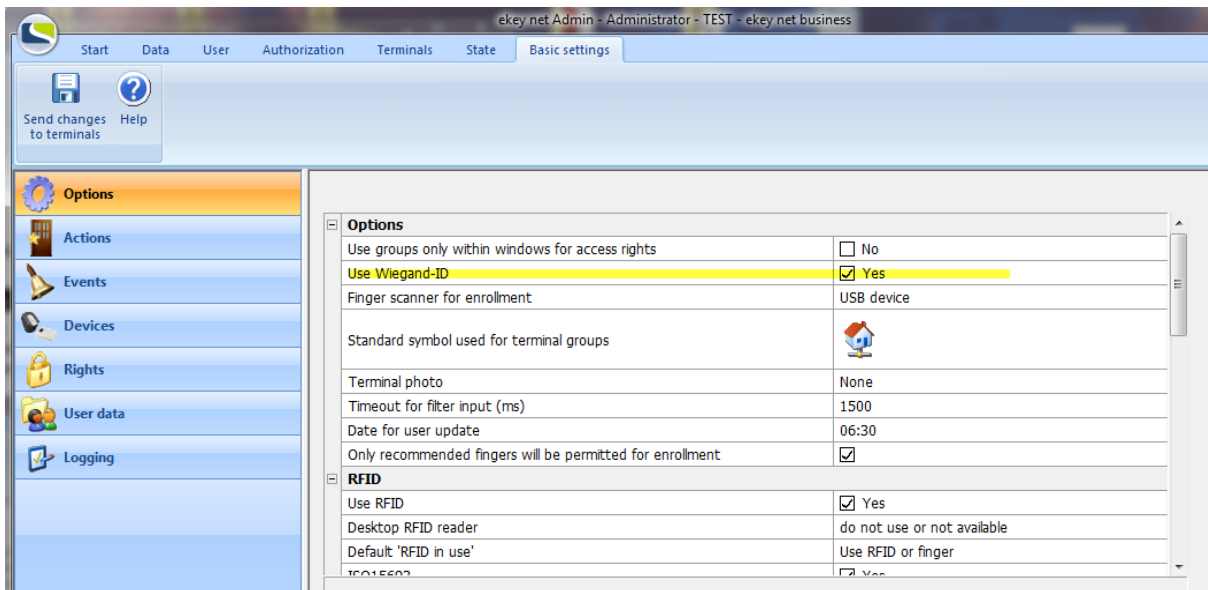 ekey net Admin - Administrator - TEST - ekey net business
Start Data User Authorization Terminals State Basic settings
Send changes to terminals
Help
Options
Actions
Events
Devices
Rights
User data
Logging
Options
Use groups only within windows for access rights No
Use Wiegand-ID Yes
Finger scanner for enrollment USB device
Standard symbol used for terminal groups
Terminal photo None
Timeout for filter input (ms) 1500
Date for user update 06:30
Only recommended fingers will be permitted for enrollment
RFID
Use RFID Yes
Desktop RFID reader do not use or not available
Default 'RFID in use' Use RFID or finger
ISO15693 Yes